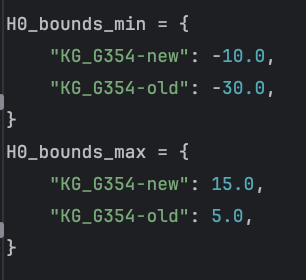 H0_bounds_min = {
    "KG_G354-new": -10.0,
    "KG_G354-old": -30.0,
}
H0_bounds_max = {
    "KG_G354-new": 15.0,
    "KG_G354-old": 5.0,
}